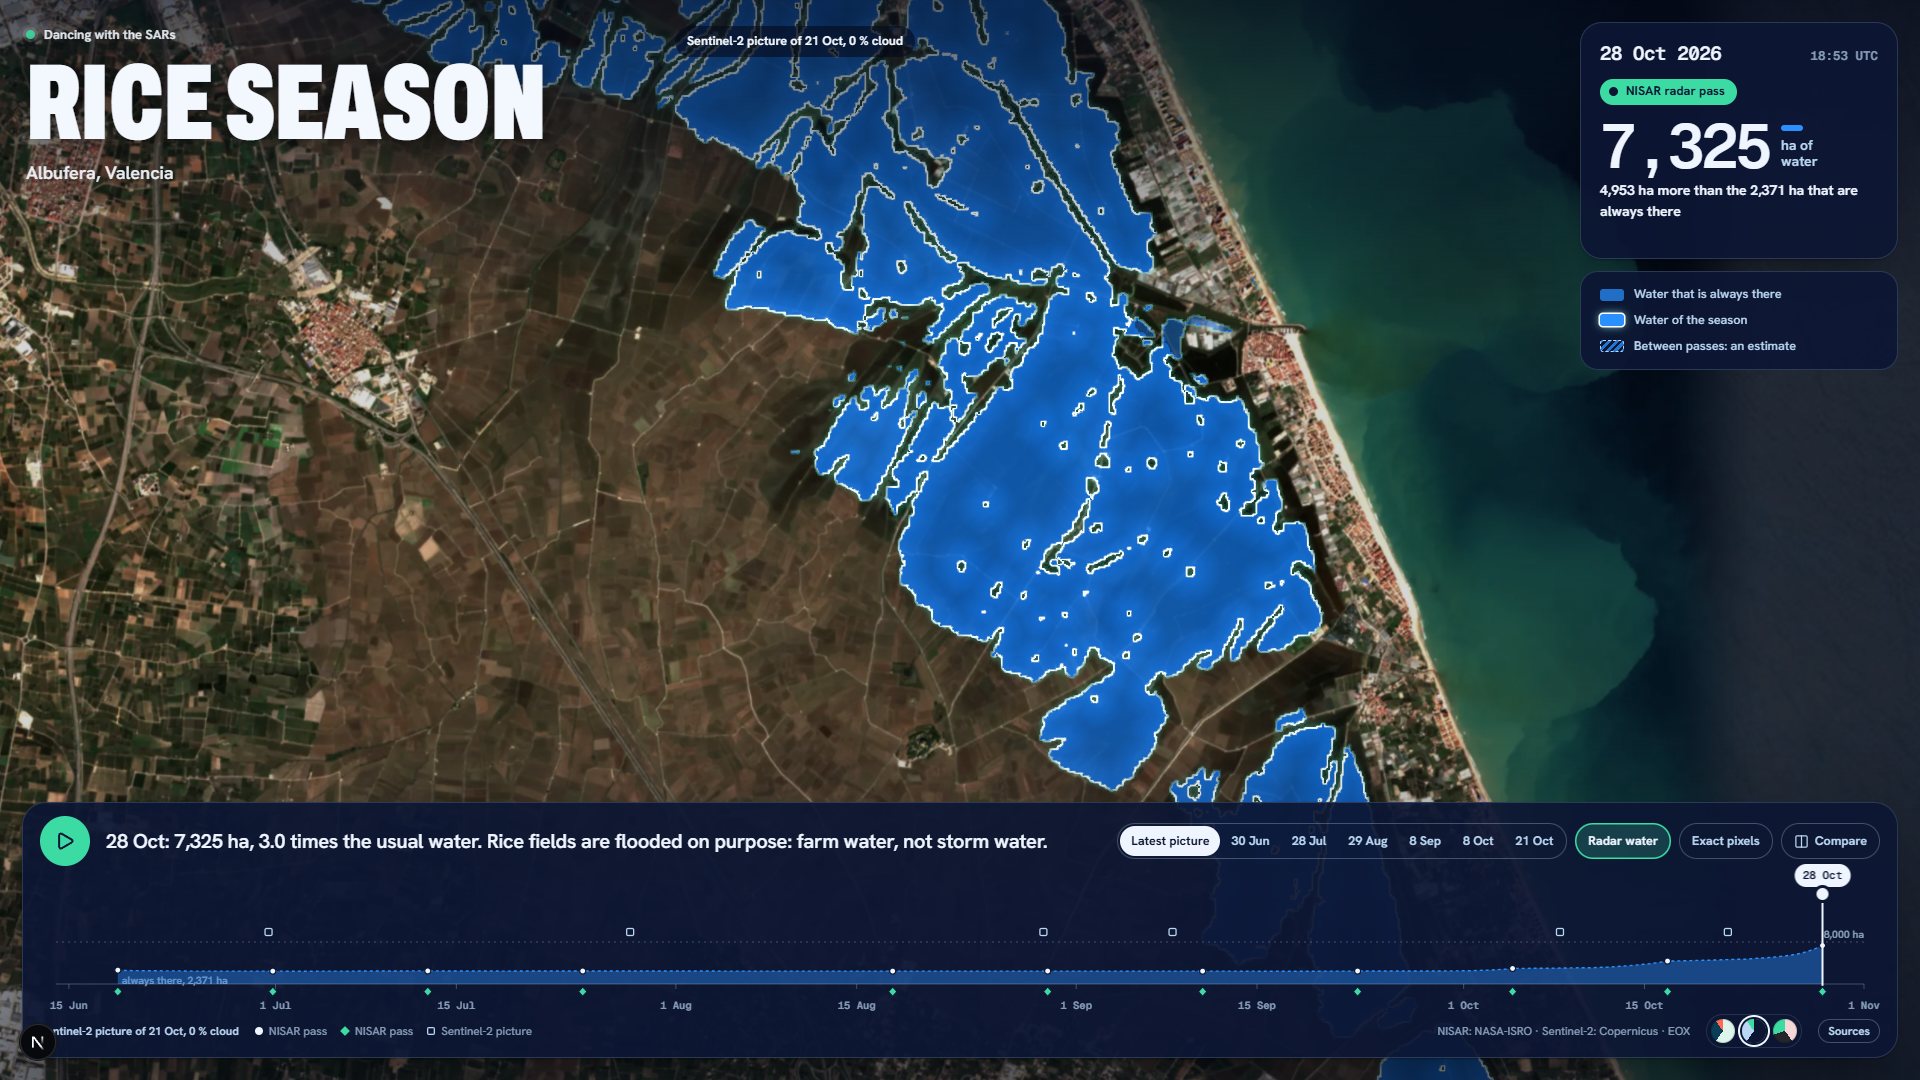 Dancing with the SARs
RICE SEASON
Albufera, Valencia
Sentinel-2 picture of 21 Oct, 0 % cloud
28 Oct 2026
18:53 UTC
NISAR radar pass
7,325
ha of
water
4,953 ha more than the 2,371 ha that are
always there
Water that is always there
Water of the season
Between passes: an estimate
28 Oct: 7,325 ha, 3.0 times the usual water. Rice fields are flooded on purpose: farm water, not storm water.
Latest picture
30 Jun
28 Jul
29 Aug
8 Sep
8 Oct
21 Oct
Radar water
Exact pixels
Compare
28 Oct
8,000 ha
always there, 2,371 ha
15 Jun
1 Jul
15 Jul
1 Aug
15 Aug
1 Sep
15 Sep
1 Oct
15 Oct
1 Nov
ntinel-2 picture of 21 Oct, 0 % cloud
NISAR pass
NISAR pass
Sentinel-2 picture
NISAR: NASA-ISRO · Sentinel-2: Copernicus · EOX
Sources
N